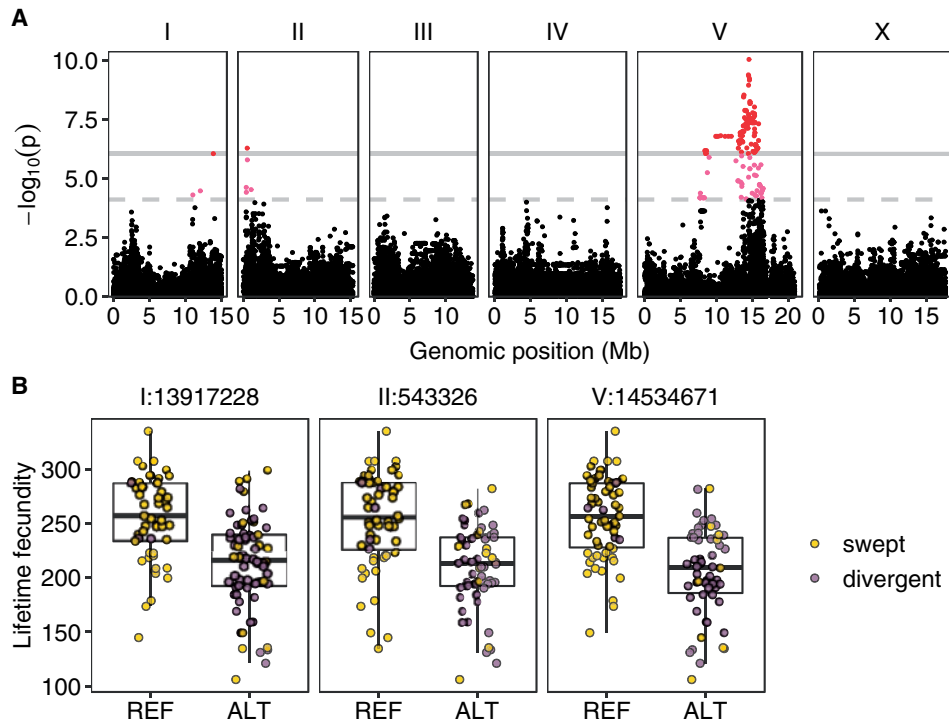 A
I II III IV V X
10.0
7.5
5.0
2.5
0.0
−log10(p)
0 5 10 15 0 5 10 15 0 5 10 0 5 10 15 0 5 10 15 20 0 5 10 15
Genomic position (Mb)
B
I:13917228 II:543326 V:14534671
Lifetime fecundity
300
250
200
150
100
REF ALT REF ALT REF ALT
swept
divergent